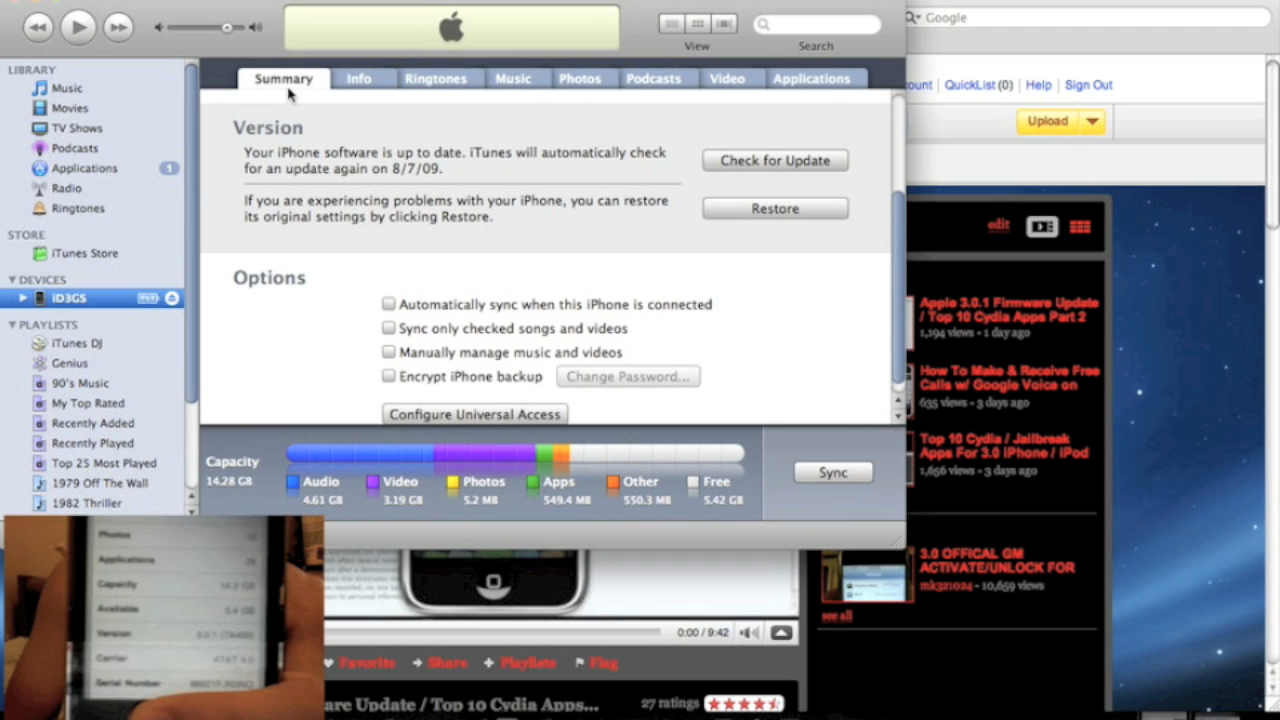 Google
View
Search
LIBRARY
Music
Movies
TV Shows
Podcasts
Applications 1
Radio
Ringtones
STORE
iTunes Store
DEVICES
iD3GS
PLAYLISTS
iTunes DJ
Genius
90's Music
My Top Rated
Recently Added
Recently Played
Top 25 Most Played
1979 Off The Wall
1982 Thriller
Summary Info Ringtones Music Photos Podcasts Video Applications
Version
Your iPhone software is up to date. iTunes will automatically check
for an update again on 8/7/09.
Check for Update
If you are experiencing problems with your iPhone, you can restore
its original settings by clicking Restore.
Restore
Options
Automatically sync when this iPhone is connected
Sync only checked songs and videos
Manually manage music and videos
Encrypt iPhone backup Change Password...
Configure Universal Access
Capacity
14.28 GB
Audio
4.61 GB
Video
3.19 GB
Photos
5.2 MB
Apps
549.4 MB
Other
550.3 MB
Free
5.42 GB
Sync
ount QuickList (0) Help Sign Out
Upload
edit
Apple 3.0.1 Firmware Update
/ Top 10 Cydia Apps Part 2
1,194 views - 1 day ago
How To Make & Receive Free
Calls w/ Google Voice on
635 views - 3 days ago
Top 10 Cydia / Jailbreak
Apps For 3.0 iPhone / iPod
1,656 views - 3 days ago
3.0 OFFICAL GM
ACTIVATE/UNLOCK FOR
mk321024 - 10,659 views
see all
0:00 / 9:42
Favorite Share Playlists Flag
are Update / Top 10 Cydia Apps...
27 ratings
Photos
Applications
Capacity
Available
Version
Carrier
Serial Number